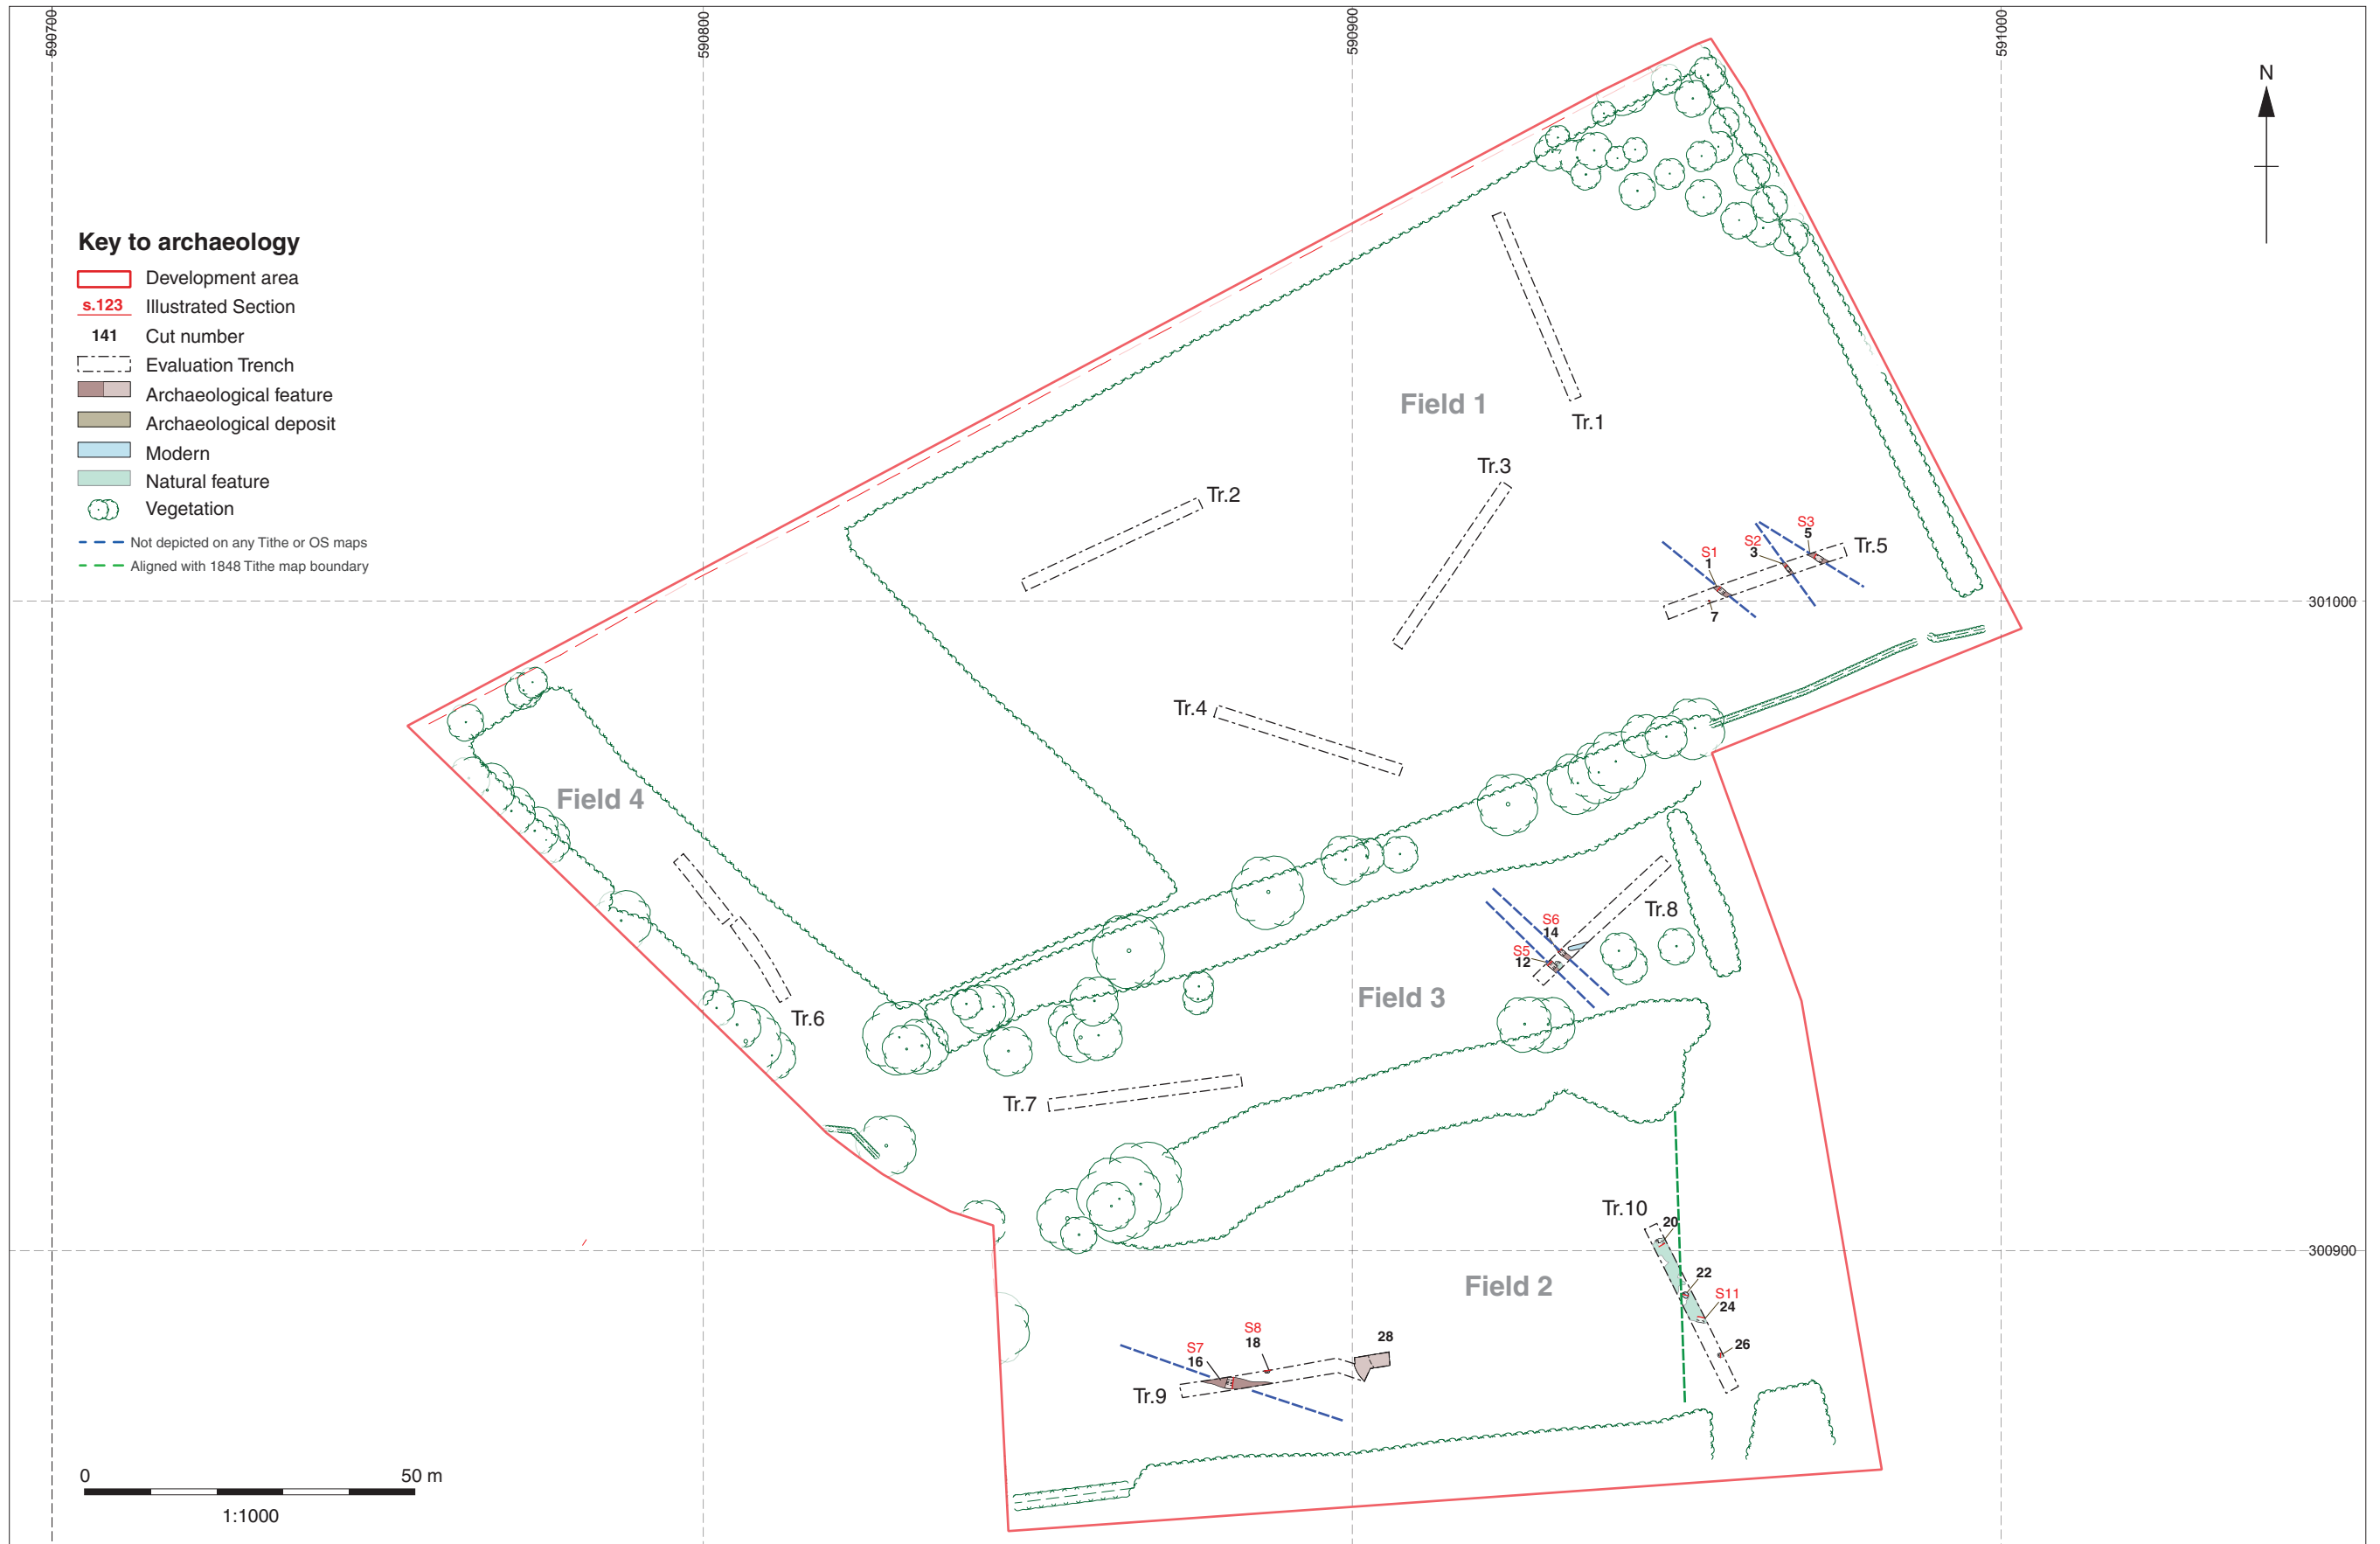 590700
590800
590900
591000
N
Key to archaeology
Development area
s.123 Illustrated Section
141 Cut number
Evaluation Trench
Archaeological feature
Archaeological deposit
Modern
Natural feature
Vegetation
Not depicted on any Tithe or OS maps
Aligned with 1848 Tithe map boundary
Field 1
Tr.1
Tr.3
Tr.2
S3
5
S2
3
S1
1
Tr.5
7
301000
Tr.4
Field 4
Tr.8
S6
14
S5
12
Field 3
Tr.6
Tr.7
Tr.10
20
300900
22
Field 2
S11
24
S8
18
28
26
S7
16
Tr.9
0 50 m
1:1000